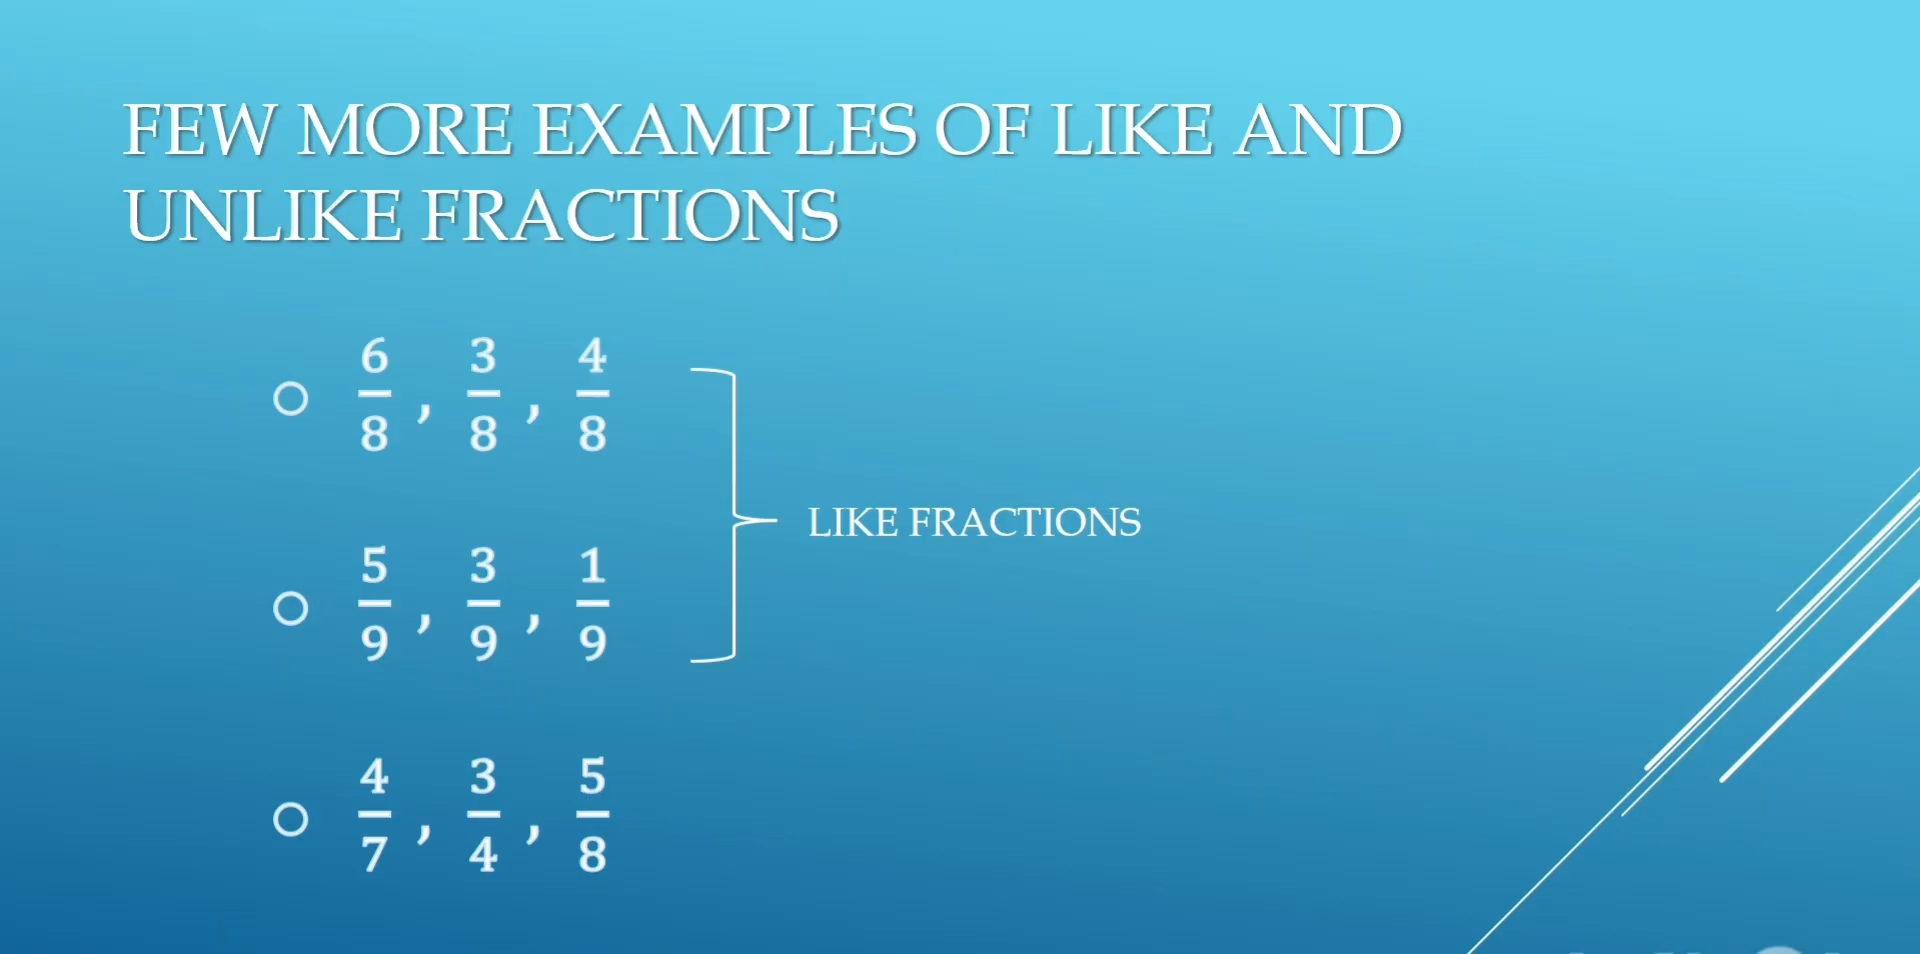 FEW MORE EXAMPLES OF LIKE AND
UNLIKE FRACTIONS
6/8 , 3/8 , 4/8
LIKE FRACTIONS
5/9 , 3/9 , 1/9
4/7 , 3/4 , 5/8